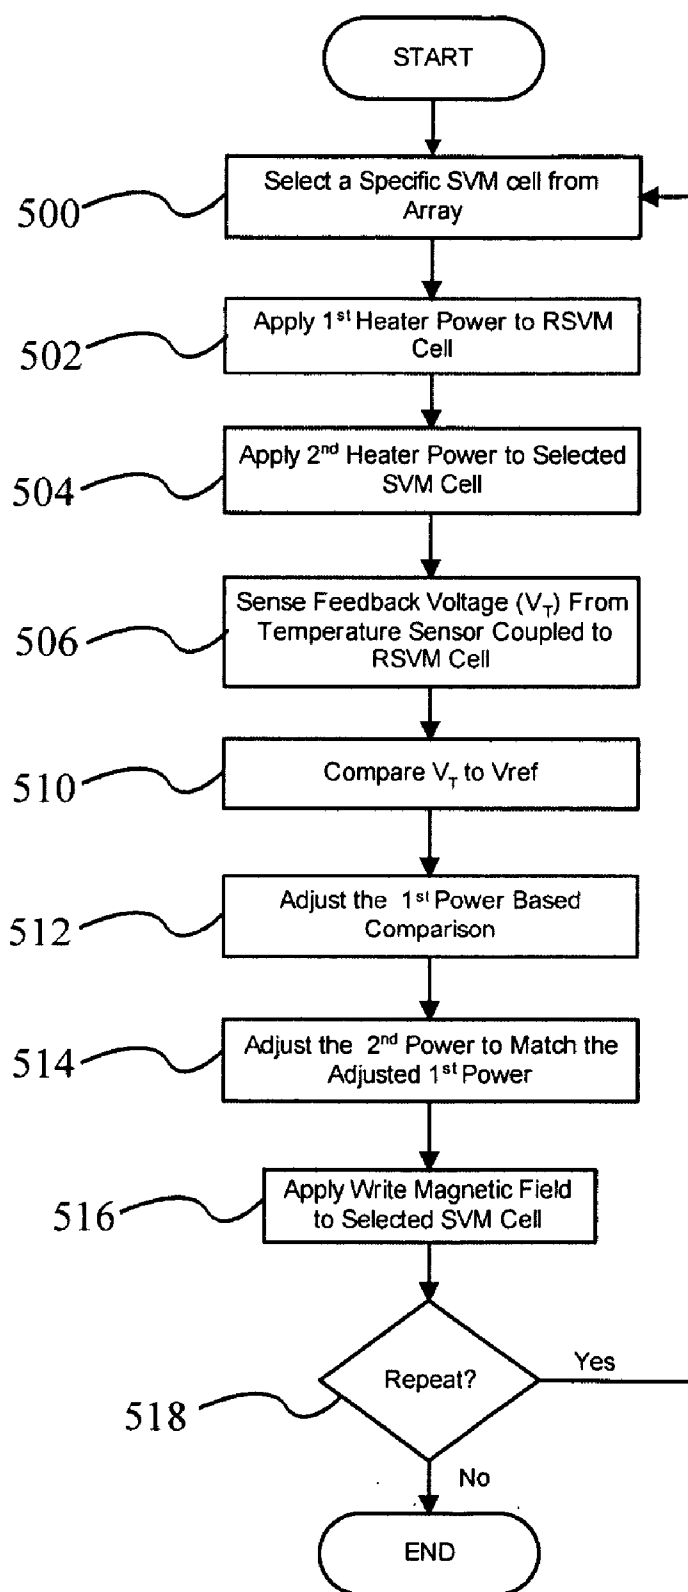 START
500
Select a Specific SVM cell from
Array
502
Apply 1st Heater Power to RSVM
Cell
504
Apply 2nd Heater Power to Selected
SVM Cell
506
Sense Feedback Voltage (VT) From
Temperature Sensor Coupled to
RSVM Cell
510
Compare VT to Vref
512
Adjust the 1st Power Based
Comparison
514
Adjust the 2nd Power to Match the
Adjusted 1st Power
516
Apply Write Magnetic Field
to Selected SVM Cell
518
Repeat?
Yes
No
END